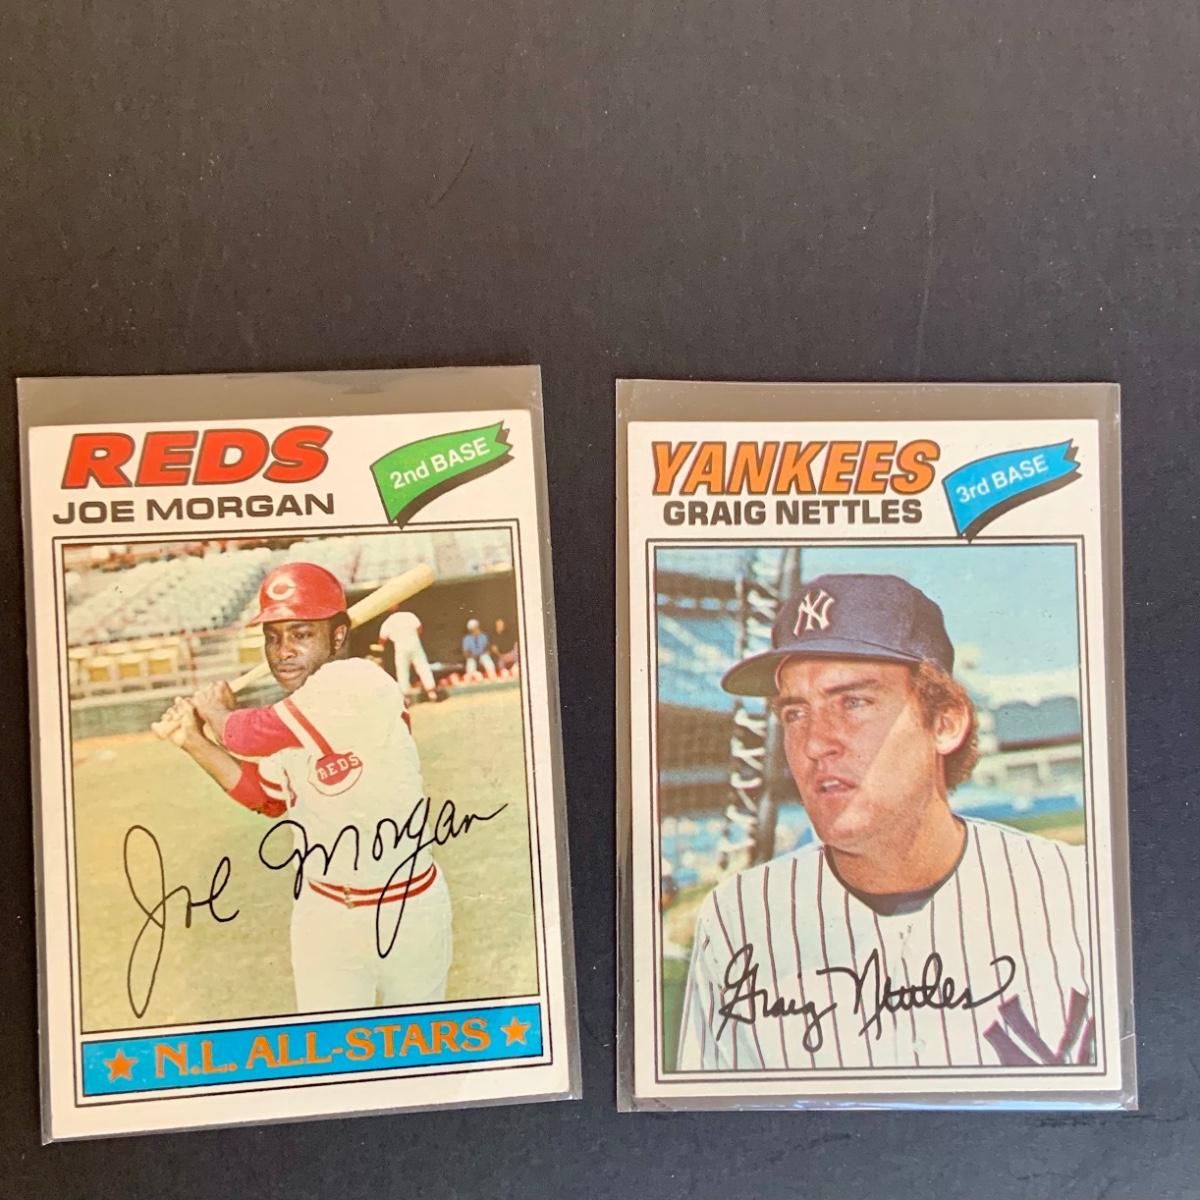 REDS
JOE MORGAN
2nd BASE
C
REDS
Joe Morgan
★ N.L. ALL-STARS ★
YANKEES
GRAIG NETTLES
3rd BASE
NY
Graig Nettles
NY